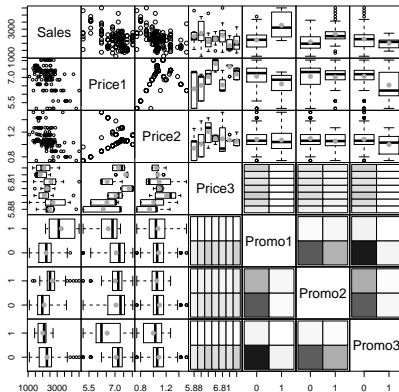 Sales
1000 3000
Price1
5.5 7.0
Price2
0.8 1.2
5.88 6.81
Price3
0 1
Promo1
0 1
Promo2
0 1
Promo3
1000 3000 5.5 7.0 0.8 1.2 5.88 6.81 0 1 0 1 0 1